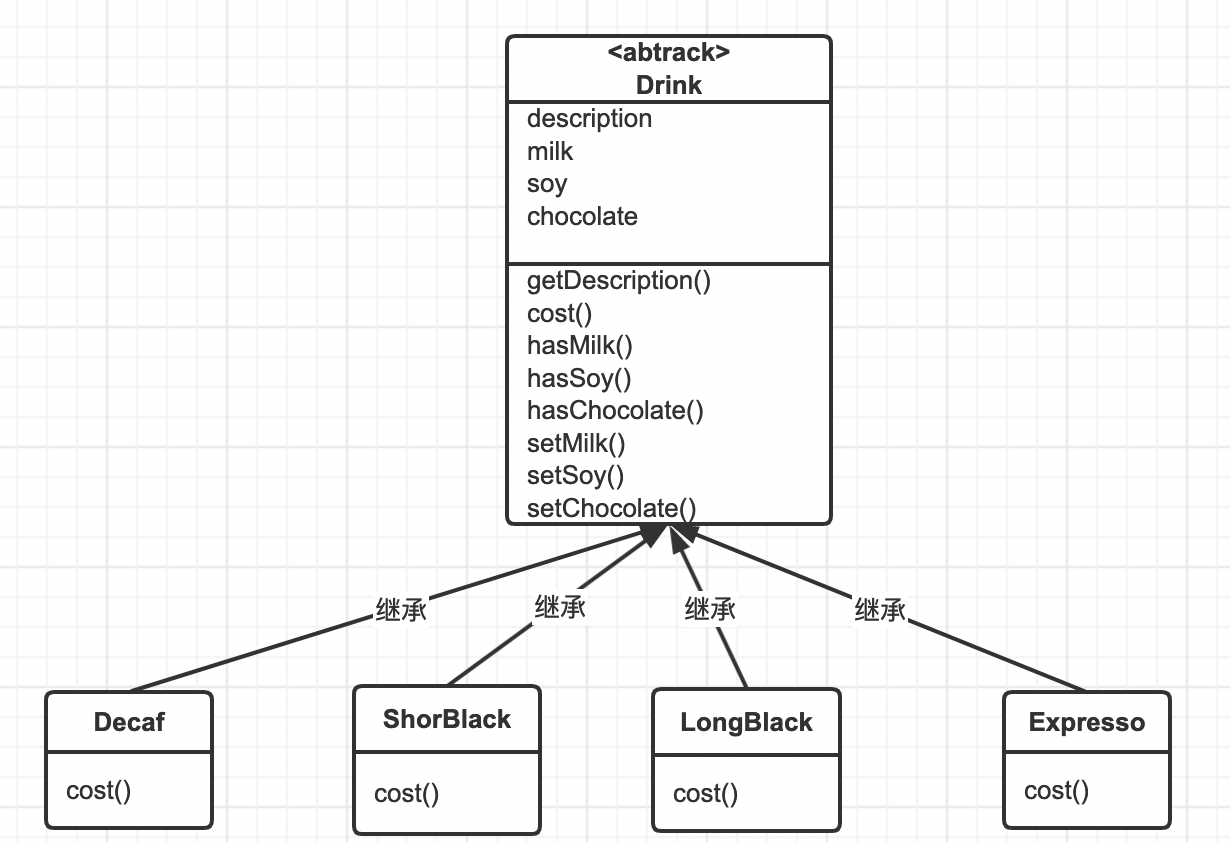 <abtrack>
Drink
description
milk
soy
chocolate
getDescription()
cost()
hasMilk()
hasSoy()
hasChocolate()
setMilk()
setSoy()
setChocolate()
继承
继承
继承
继承
Decaf
cost()
ShorBlack
cost()
LongBlack
cost()
Expresso
cost()